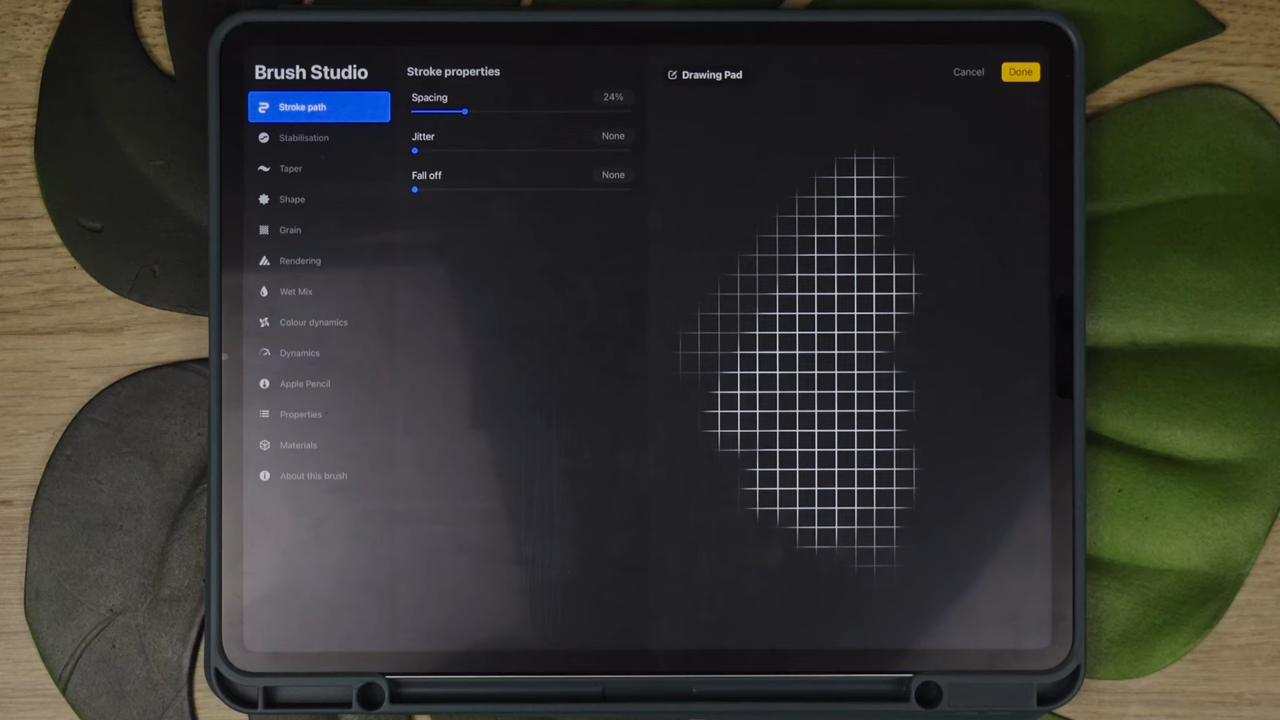 Brush Studio
Stroke path
Stabilisation
Taper
Shape
Grain
Rendering
Wet Mix
Colour dynamics
Dynamics
Apple Pencil
Properties
Materials
About this brush
Stroke properties
Spacing 24%
Jitter None
Fall off None
Drawing Pad
Cancel Done